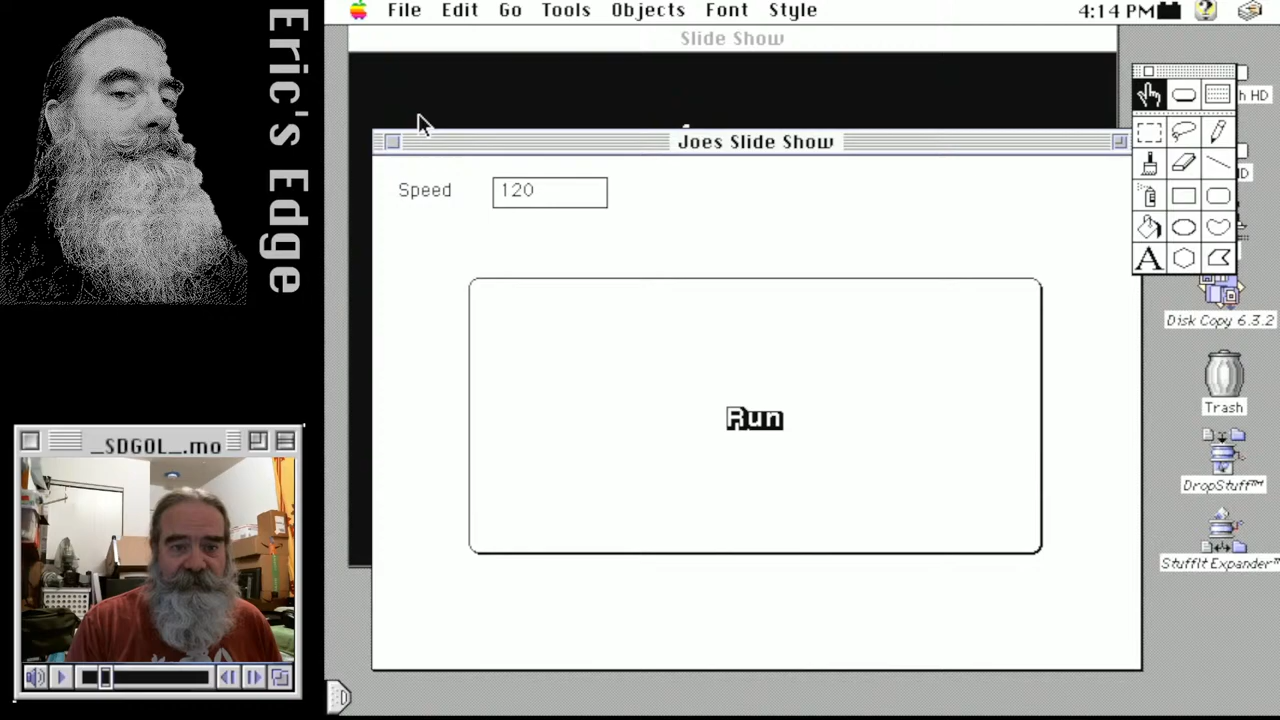 Eric's Edge
File Edit Go Tools Objects Font Style
4:14 PM
Slide Show
h HD
Joes Slide Show
D
Speed
120
Disk Copy 6.3.2
Run
Trash
_SDGOL_.mo
DropStuff™
StuffIt Expander™
A